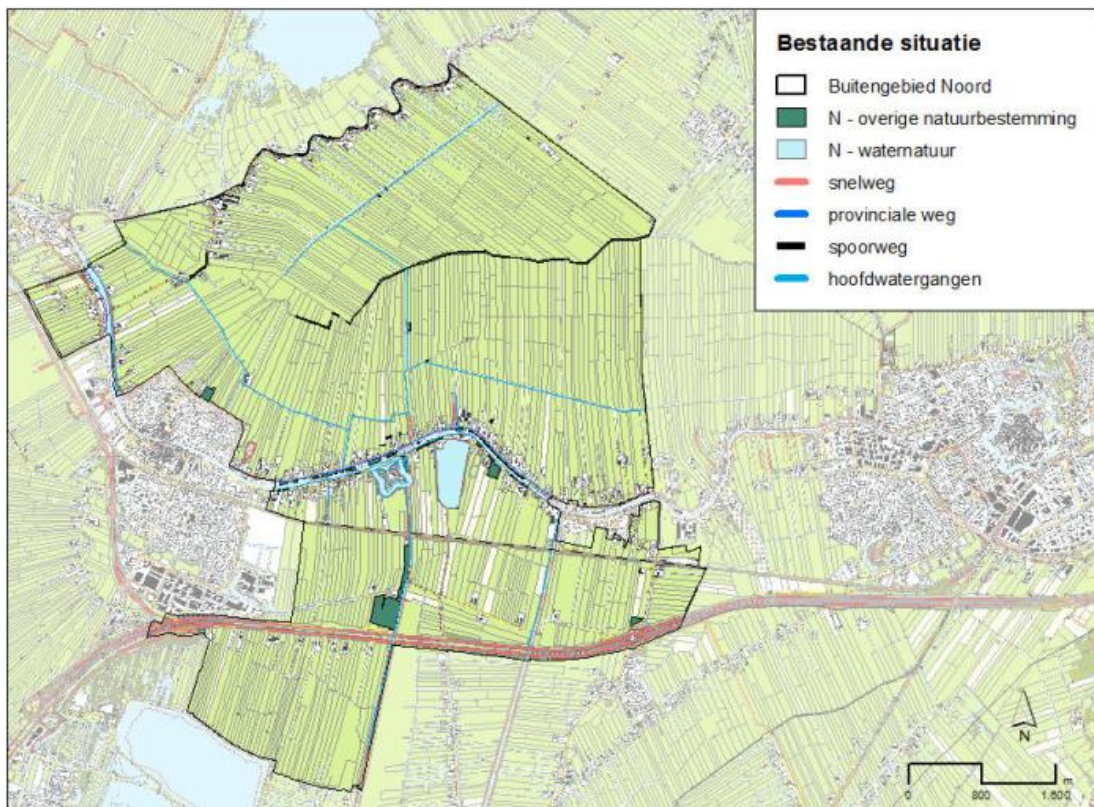 Bestaande situatie
Buitengebied Noord
N - overige natuurbestemming
N - waternatuur
snelweg
provinciale weg
spoorweg
hoofdwatergangen
N
m
0 800 1.600